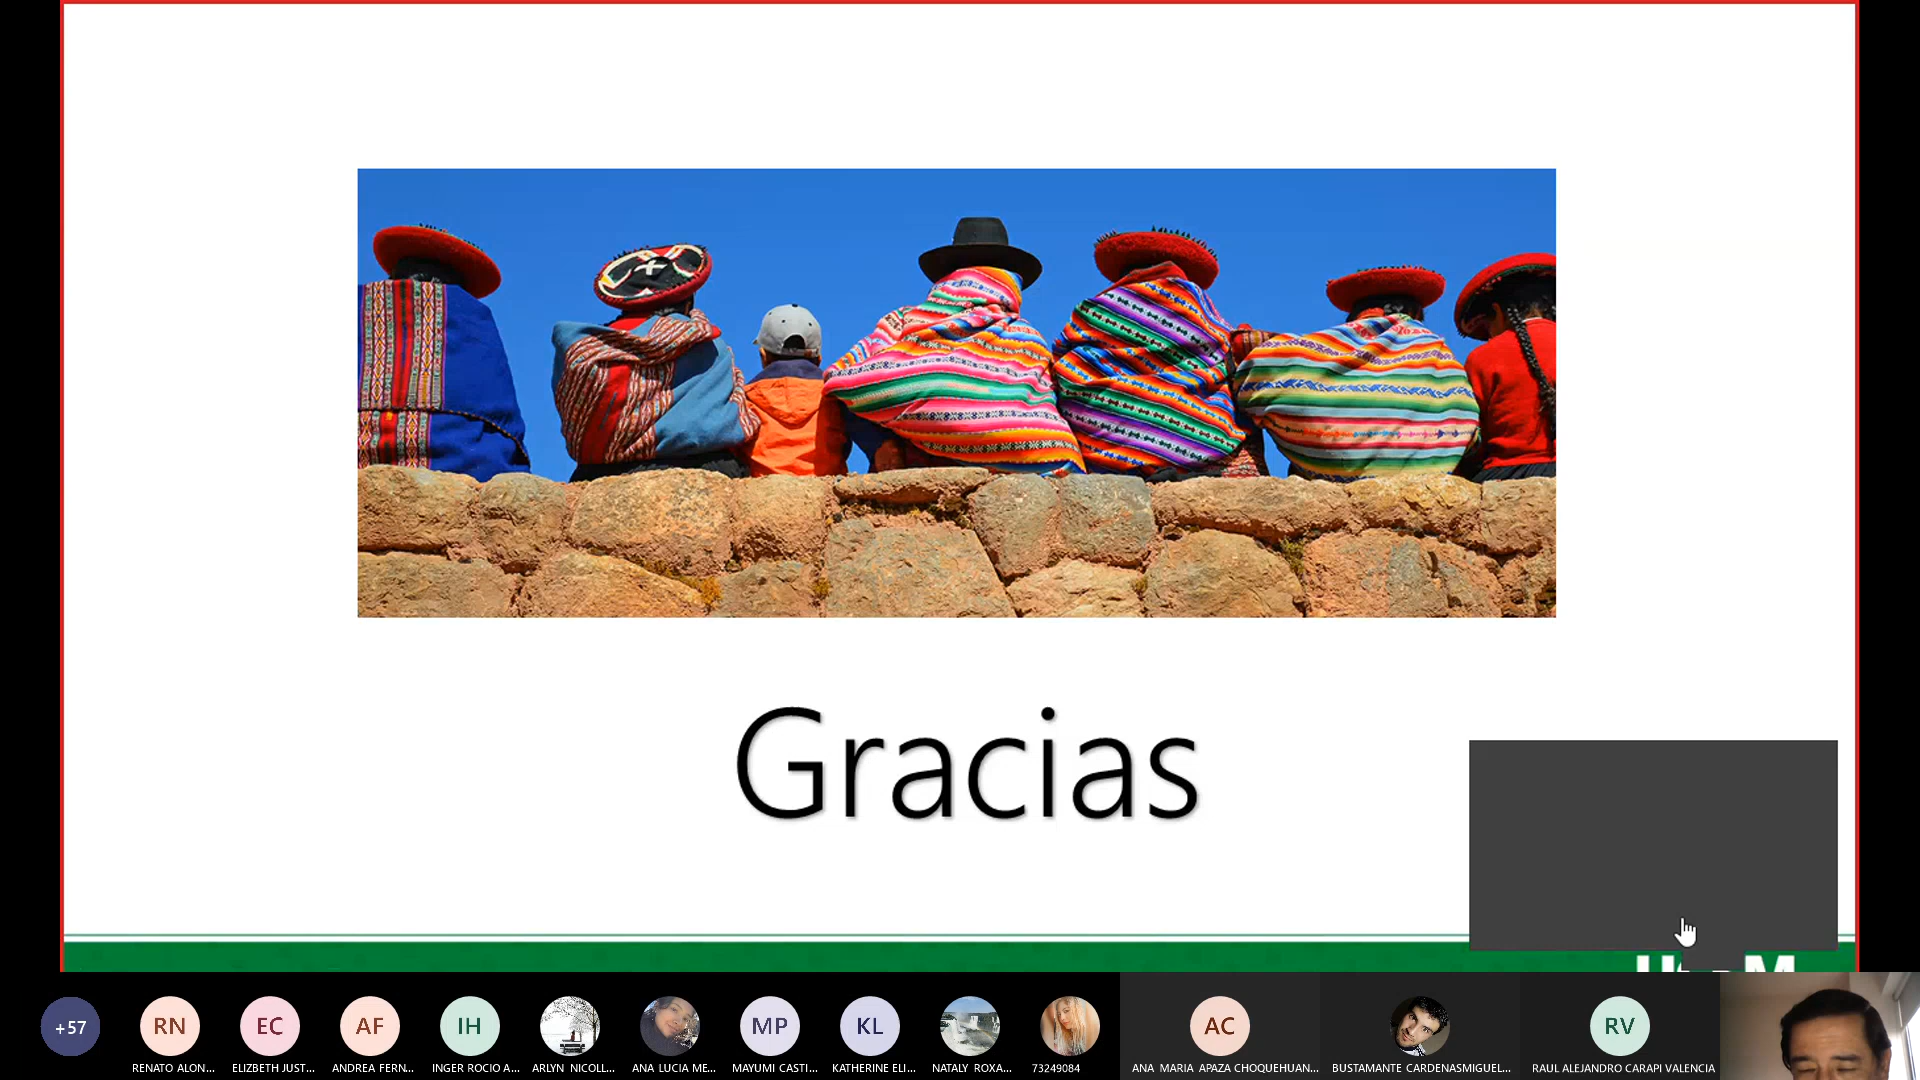 Gracias
+57
RN
EC
AF
IH
MP
KL
AC
RV
RENATO ALON...
ELIZBETH JUST...
ANDREA FERN...
INGER ROCIO A...
ARLYN NICOLL...
ANA LUCIA ME...
MAYUMI CASTI...
KATHERINE ELI...
NATALY ROXA...
73249084
ANA MARIA APAZA CHOQUEHUAN...
BUSTAMANTE CARDENASMIGUEL...
RAUL ALEJANDRO CARAPI VALENCIA